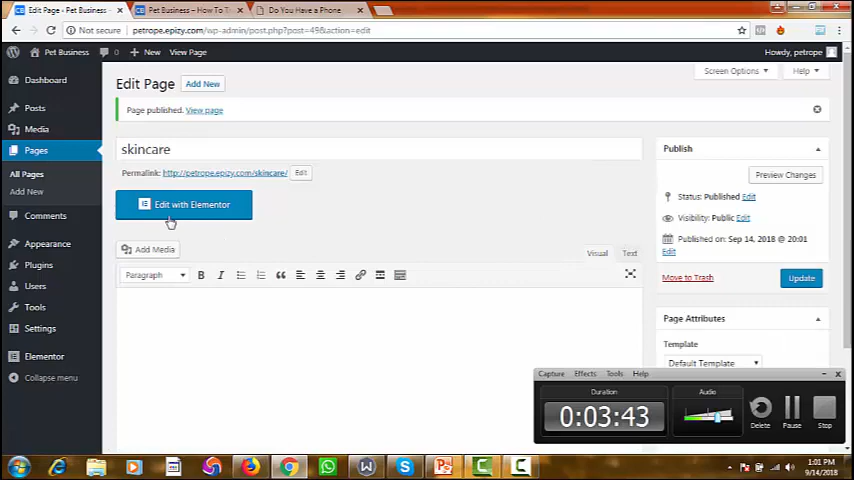 Edit Page - Pet Business
Pet Business – How To T
Do You Have a Phone
Not secure
petrope.epizy.com/wp-admin/post.php?post=49&action=edit
Pet Business
0
New
View Page
Howdy, petrope
Dashboard
Posts
Media
Pages
All Pages
Add New
Comments
Appearance
Plugins
Users
Tools
Settings
Elementor
Collapse menu
Screen Options
Help
Edit Page
Add New
Page published. View page
skincare
Permalink: http://petrope.epizy.com/skincare/
Edit
Edit with Elementor
Add Media
Visual
Text
Paragraph
B
I
Publish
Preview Changes
Status: Published Edit
Visibility: Public Edit
Published on: Sep 14, 2018 @ 20:01
Edit
Move to Trash
Update
Page Attributes
Template
Default Template
Capture
Effects
Tools
Help
Duration
0:03:43
Audio
Delete
Pause
Stop
1:01 PM
9/14/2018